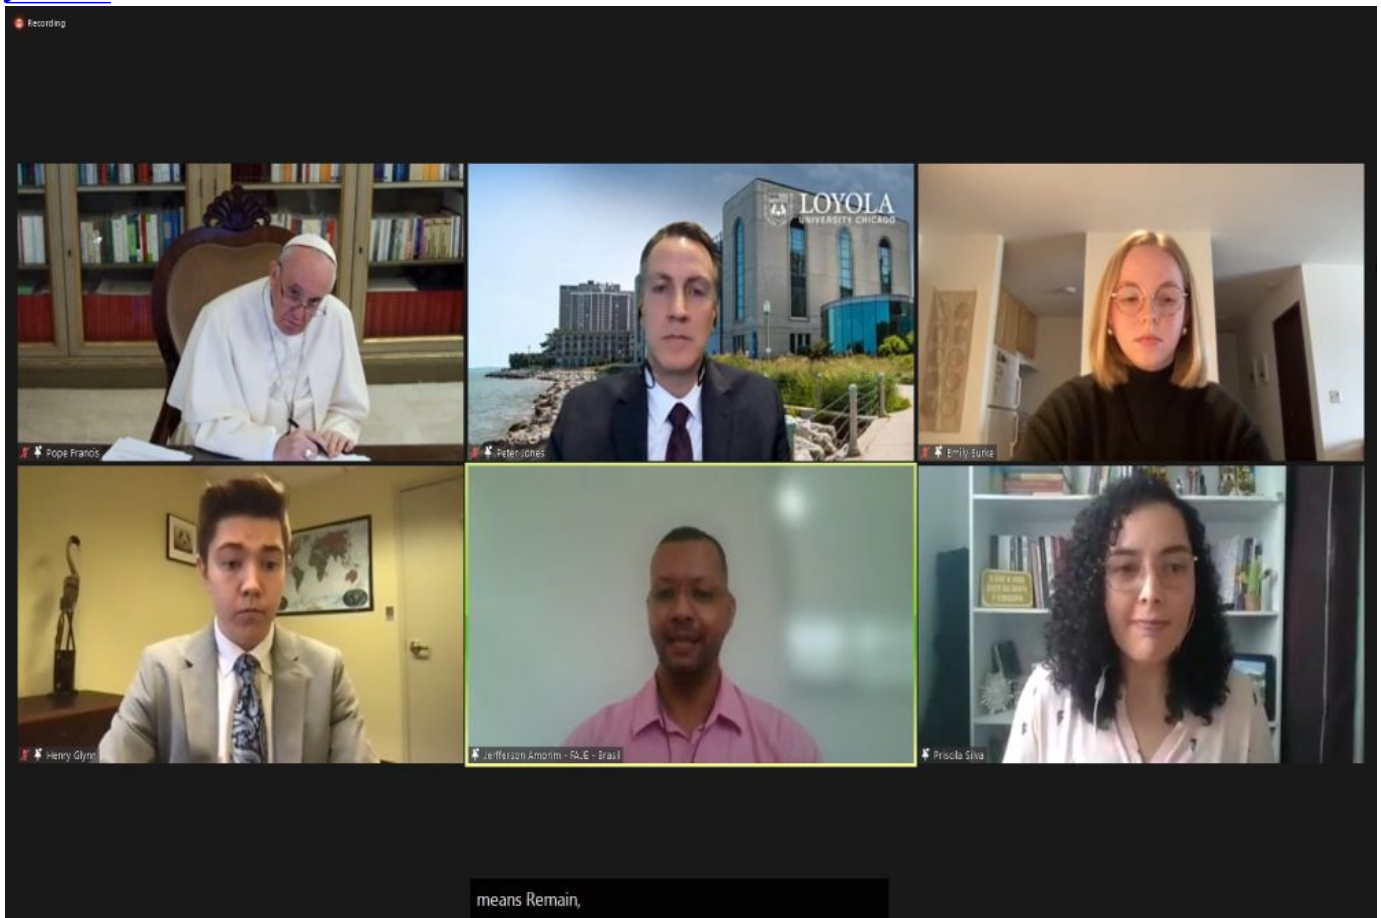 Recording
LOYOLA
UNIVERSITY CHICAGO
Pope Francis
Peter Jones
Emily Burke
Henry Glynn
Jerfferson Amorim - FAJE - Brasil
Priscila Silva
means Remain,